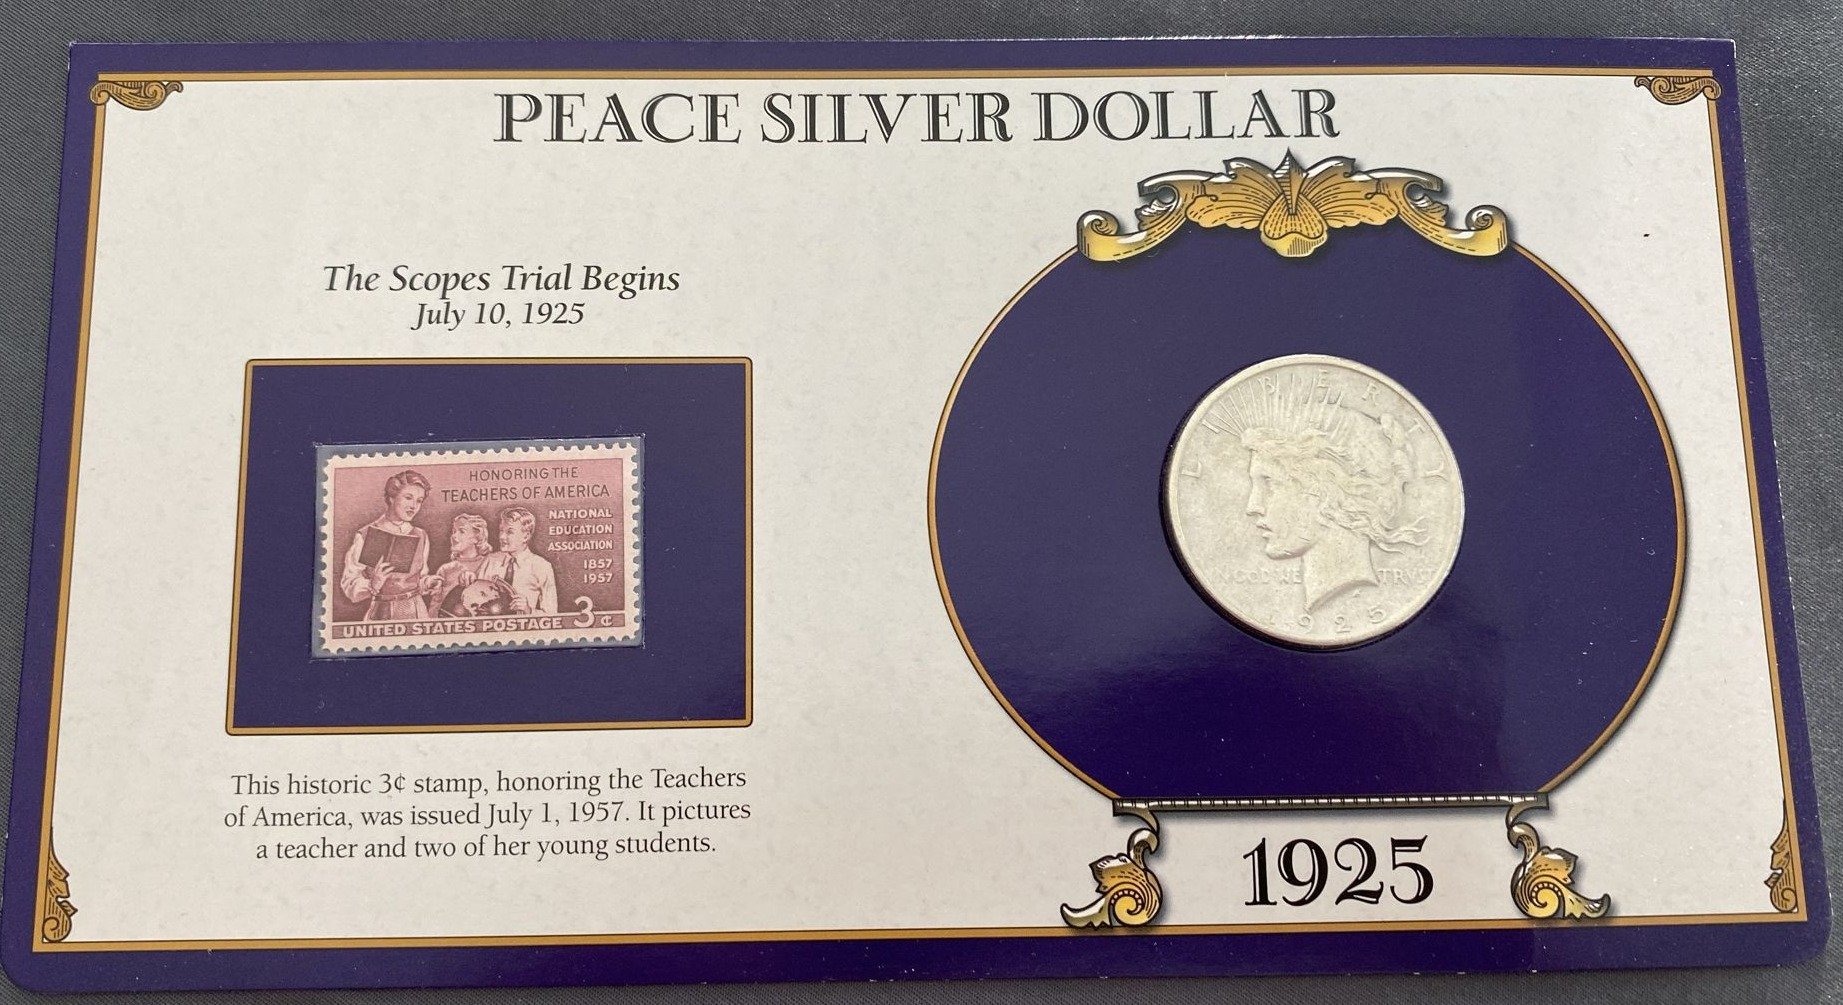 PEACE SILVER DOLLAR
The Scopes Trial Begins
July 10, 1925
HONORING THE
TEACHERS OF AMERICA
NATIONAL
EDUCATION
ASSOCIATION
1857
1957
3¢
UNITED STATES POSTAGE
This historic 3¢ stamp, honoring the Teachers
of America, was issued July 1, 1957. It pictures
a teacher and two of her young students.
LIBERTY
IN GOD WE TRVST
1925
1925